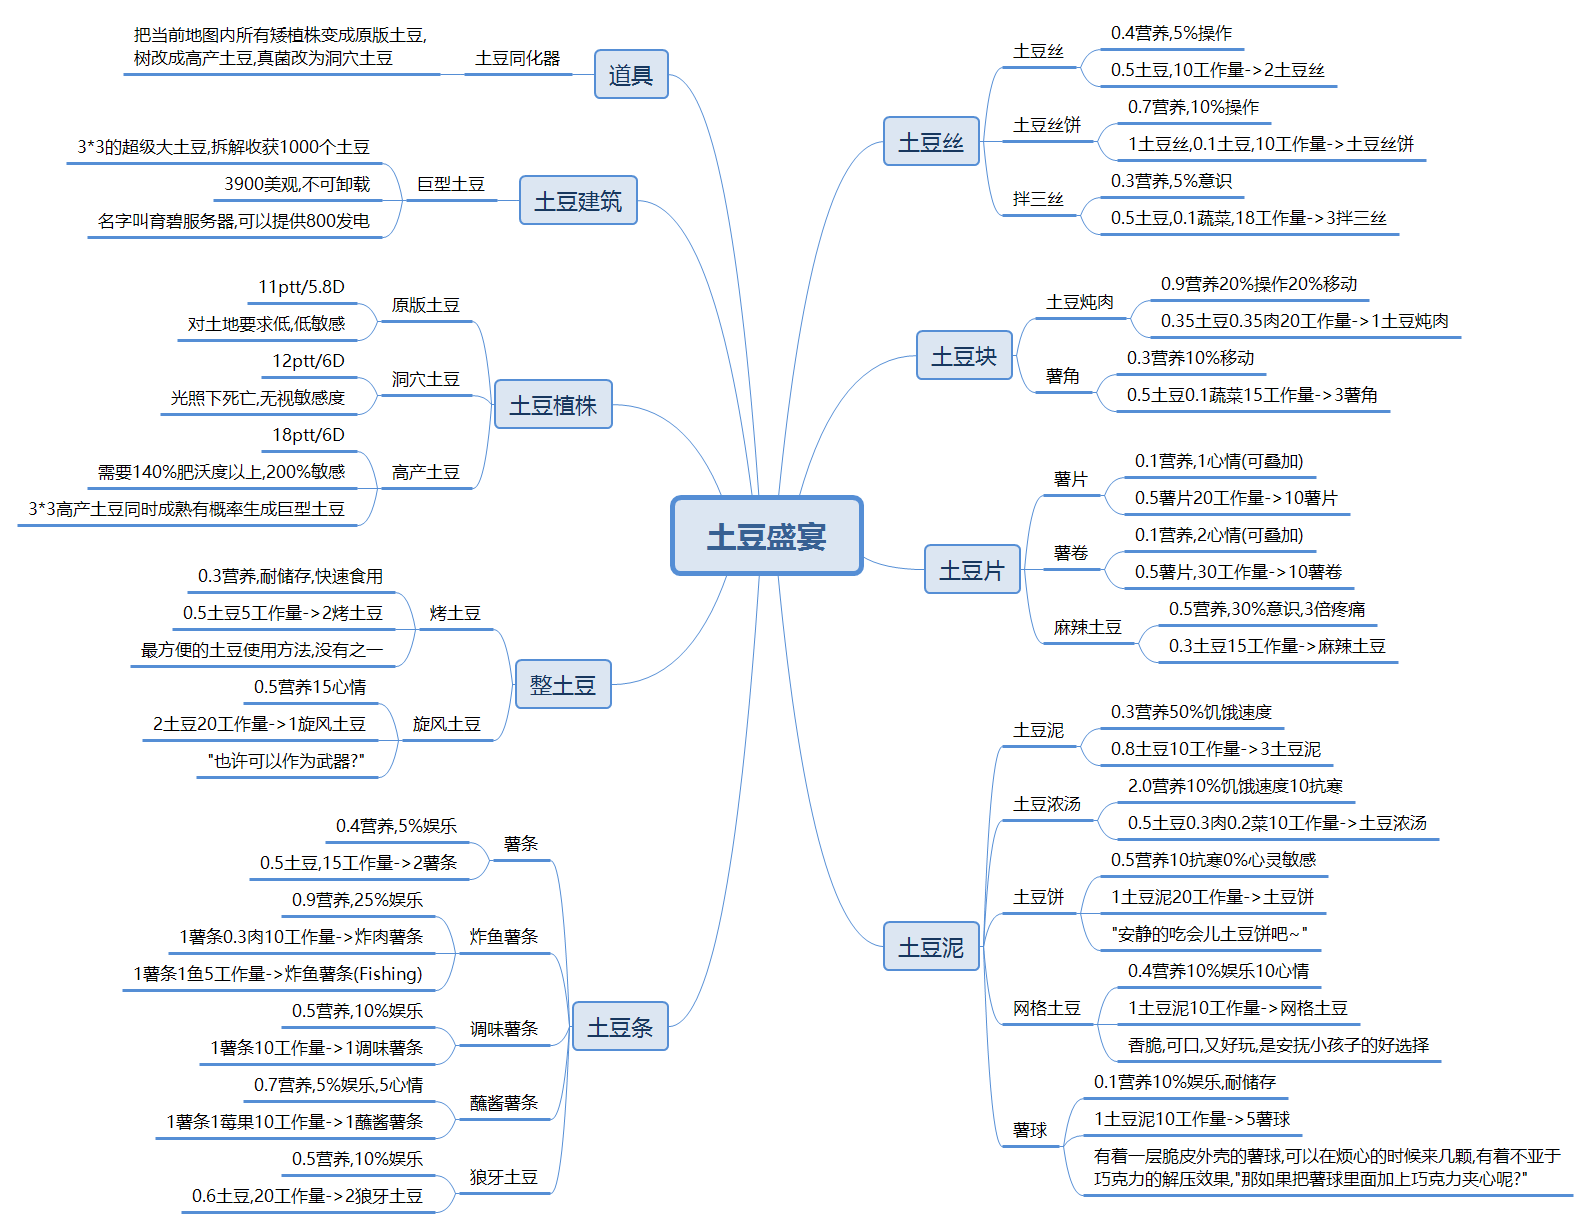 土豆盛宴
道具
土豆同化器
把当前地图内所有矮植株变成原版土豆,
树改成高产土豆,真菌改为洞穴土豆
土豆建筑
巨型土豆
3*3的超级大土豆,拆解收获1000个土豆
3900美观,不可卸载
名字叫育碧服务器,可以提供800发电
土豆植株
原版土豆
11ptt/5.8D
对土地要求低,低敏感
洞穴土豆
12ptt/6D
光照下死亡,无视敏感度
高产土豆
18ptt/6D
需要140%肥沃度以上,200%敏感
3*3高产土豆同时成熟有概率生成巨型土豆
整土豆
烤土豆
0.3营养,耐储存,快速食用
0.5土豆5工作量->2烤土豆
最方便的土豆使用方法,没有之一
旋风土豆
0.5营养15心情
2土豆20工作量->1旋风土豆
"也许可以作为武器?"
土豆条
薯条
0.4营养,5%娱乐
0.5土豆,15工作量->2薯条
炸鱼薯条
0.9营养,25%娱乐
1薯条0.3肉10工作量->炸肉薯条
1薯条1鱼5工作量->炸鱼薯条(Fishing)
调味薯条
0.5营养,10%娱乐
1薯条10工作量->1调味薯条
蘸酱薯条
0.7营养,5%娱乐,5心情
1薯条1莓果10工作量->1蘸酱薯条
狼牙土豆
0.5营养,10%娱乐
0.6土豆,20工作量->2狼牙土豆
土豆丝
土豆丝
0.4营养,5%操作
0.5土豆,10工作量->2土豆丝
土豆丝饼
0.7营养,10%操作
1土豆丝,0.1土豆,10工作量->土豆丝饼
拌三丝
0.3营养,5%意识
0.5土豆,0.1蔬菜,18工作量->3拌三丝
土豆块
土豆炖肉
0.9营养20%操作20%移动
0.35土豆0.35肉20工作量->1土豆炖肉
薯角
0.3营养10%移动
0.5土豆0.1蔬菜15工作量->3薯角
土豆片
薯片
0.1营养,1心情(可叠加)
0.5薯片20工作量->10薯片
薯卷
0.1营养,2心情(可叠加)
0.5薯片,30工作量->10薯卷
麻辣土豆
0.5营养,30%意识,3倍疼痛
0.3土豆15工作量->麻辣土豆
土豆泥
土豆泥
0.3营养50%饥饿速度
0.8土豆10工作量->3土豆泥
土豆浓汤
2.0营养10%饥饿速度10抗寒
0.5土豆0.3肉0.2菜10工作量->土豆浓汤
土豆饼
0.5营养10抗寒0%心灵敏感
1土豆泥20工作量->土豆饼
"安静的吃会儿土豆饼吧~"
网格土豆
0.4营养10%娱乐10心情
1土豆泥10工作量->网格土豆
香脆,可口,又好玩,是安抚小孩子的好选择
薯球
0.1营养10%娱乐,耐储存
1土豆泥10工作量->5薯球
有着一层脆皮外壳的薯球,可以在烦心的时候来几颗,有着不亚于
巧克力的解压效果,"那如果把薯球里面加上巧克力夹心呢?"